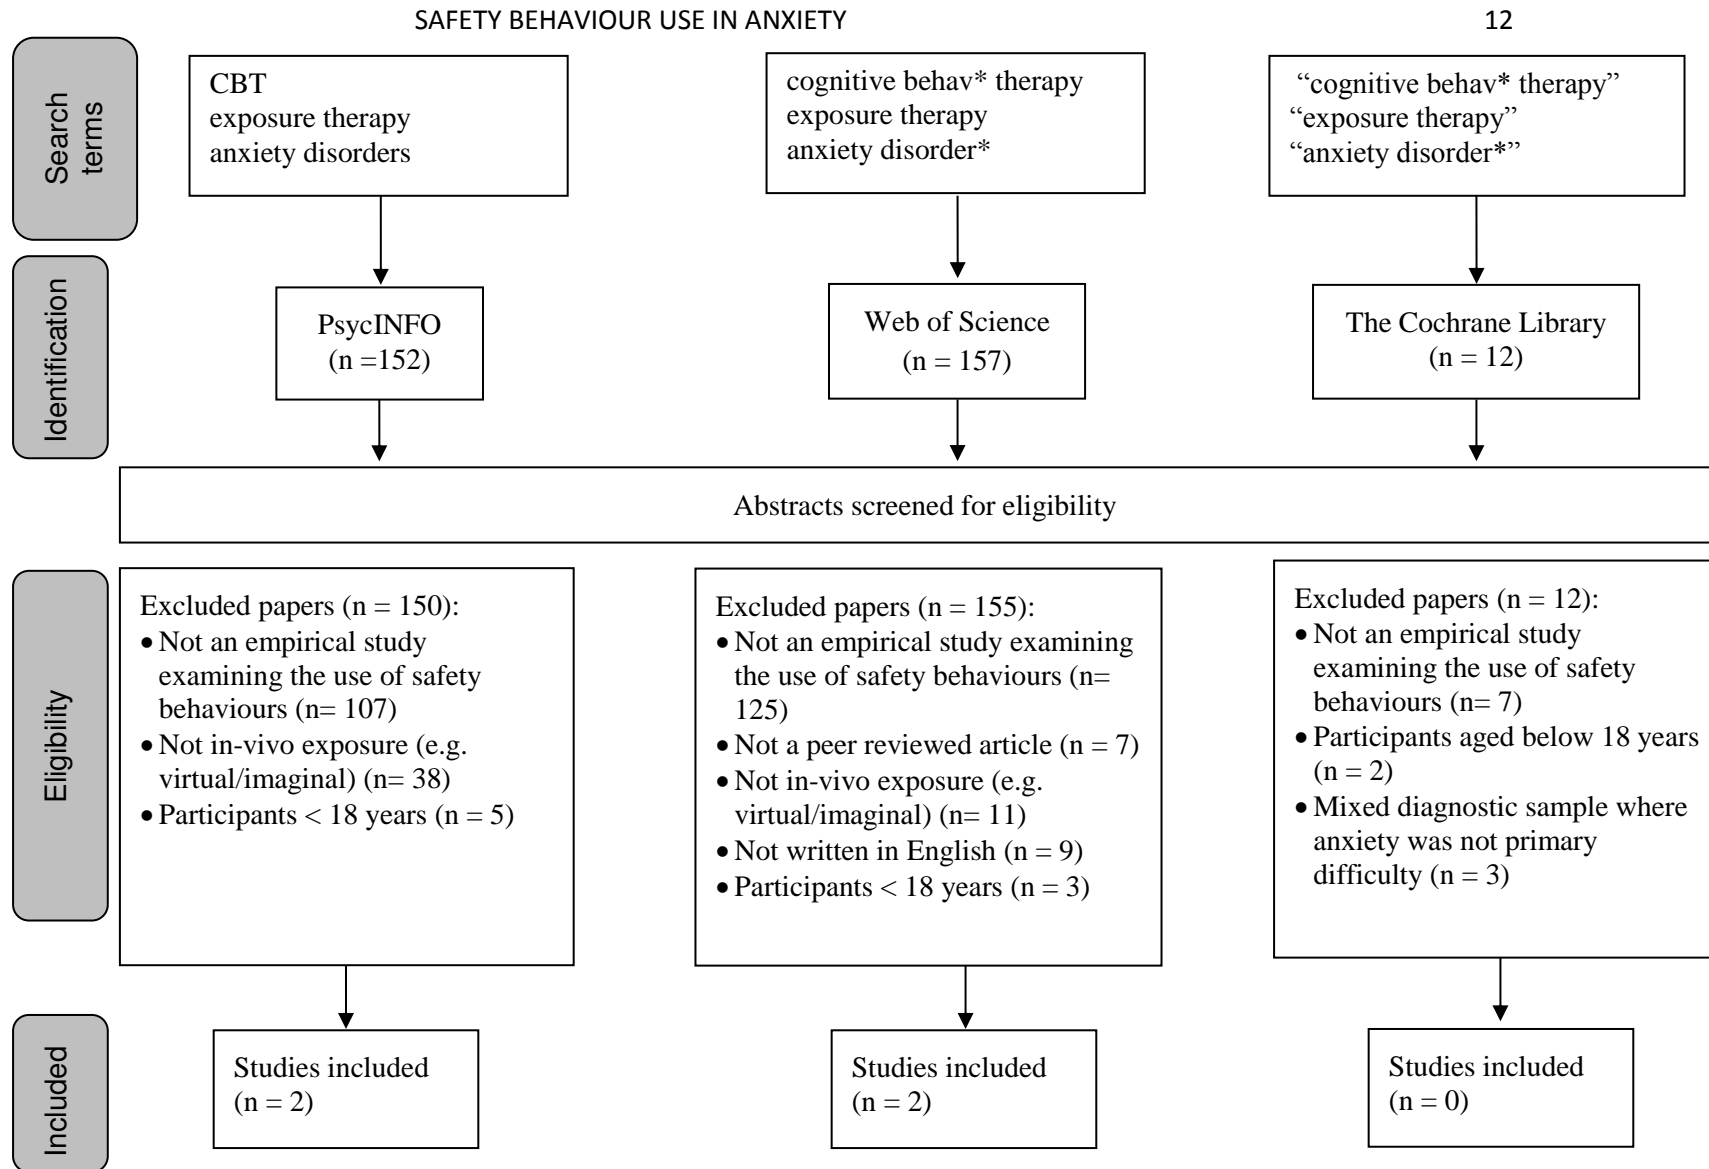 SAFETY BEHAVIOUR USE IN ANXIETY
12
Search
terms
CBT
exposure therapy
anxiety disorders
cognitive behav* therapy
exposure therapy
anxiety disorder*
“cognitive behav* therapy”
“exposure therapy”
“anxiety disorder*”
Identification
PsycINFO
(n =152)
Web of Science
(n = 157)
The Cochrane Library
(n = 12)
Abstracts screened for eligibility
Eligibility
Excluded papers (n = 150):
• Not an empirical study
examining the use of safety
behaviours (n= 107)
• Not in-vivo exposure (e.g.
virtual/imaginal) (n= 38)
• Participants < 18 years (n = 5)
Excluded papers (n = 155):
• Not an empirical study examining
the use of safety behaviours (n=
125)
• Not a peer reviewed article (n = 7)
• Not in-vivo exposure (e.g.
virtual/imaginal) (n= 11)
• Not written in English (n = 9)
• Participants < 18 years (n = 3)
Excluded papers (n = 12):
• Not an empirical study
examining the use of safety
behaviours (n= 7)
• Participants aged below 18 years
(n = 2)
• Mixed diagnostic sample where
anxiety was not primary
difficulty (n = 3)
Included
Studies included
(n = 2)
Studies included
(n = 2)
Studies included
(n = 0)